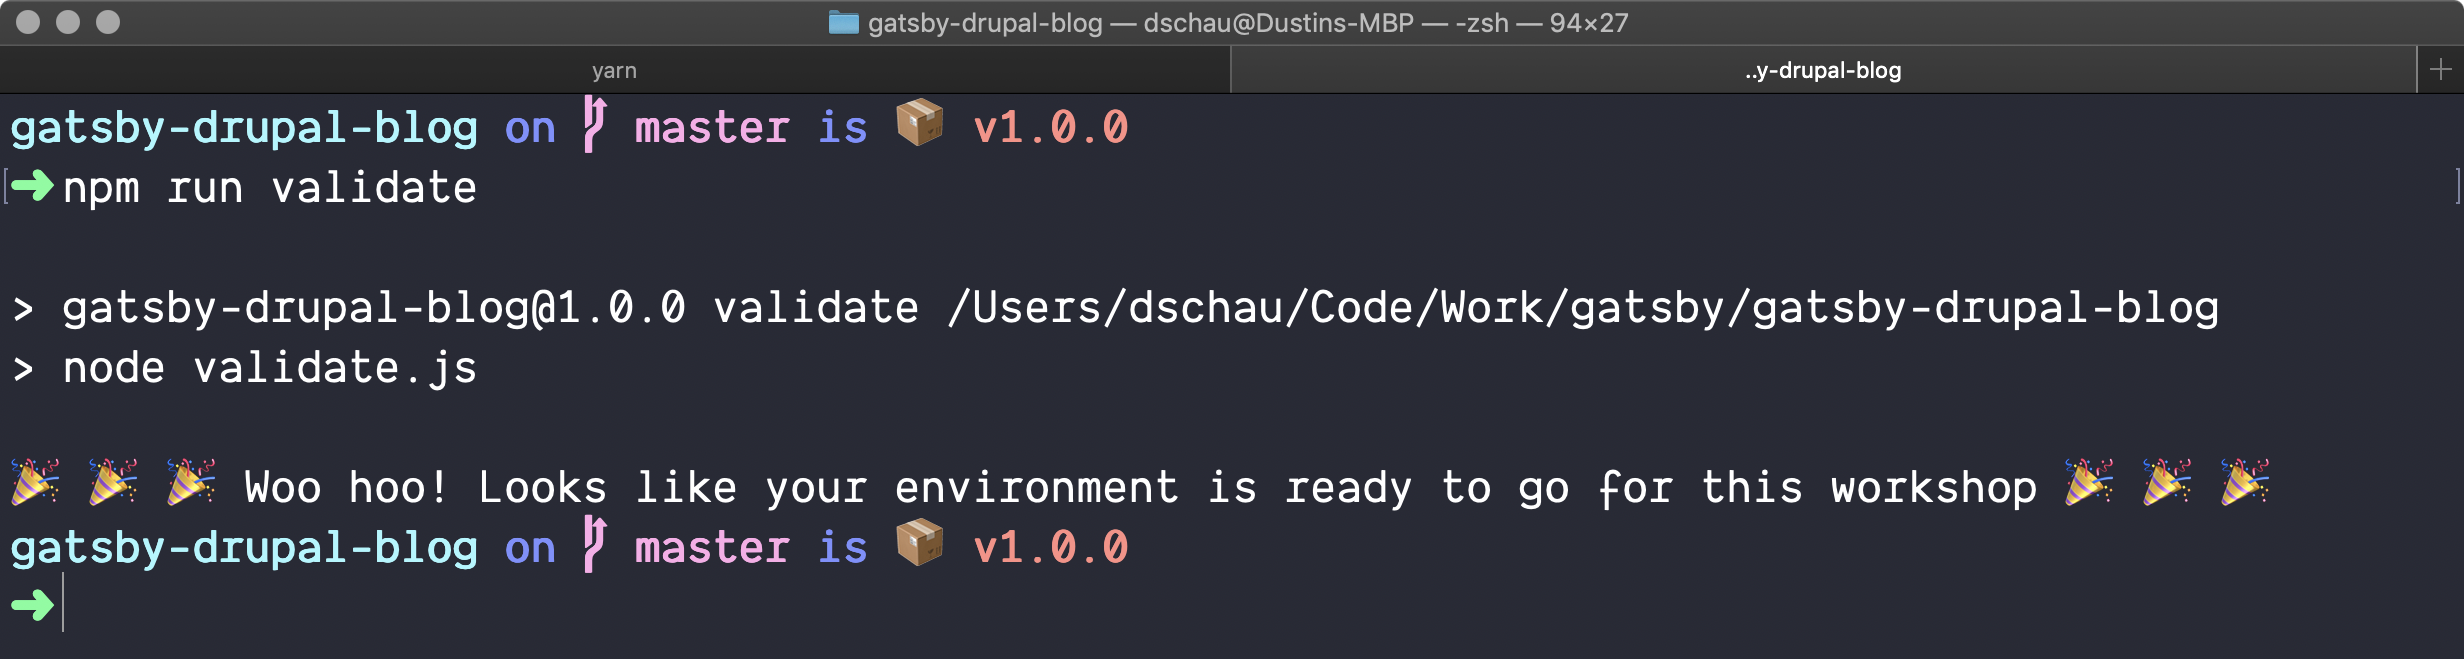 gatsby-drupal-blog — dschau@Dustins-MBP — -zsh — 94×27
yarn
..y-drupal-blog
gatsby-drupal-blog on master is 📦 v1.0.0
➜ npm run validate
> gatsby-drupal-blog@1.0.0 validate /Users/dschau/Code/Work/gatsby/gatsby-drupal-blog
> node validate.js
🎉 🎉 🎉 Woo hoo! Looks like your environment is ready to go for this workshop 🎉 🎉 🎉
gatsby-drupal-blog on master is 📦 v1.0.0
➜